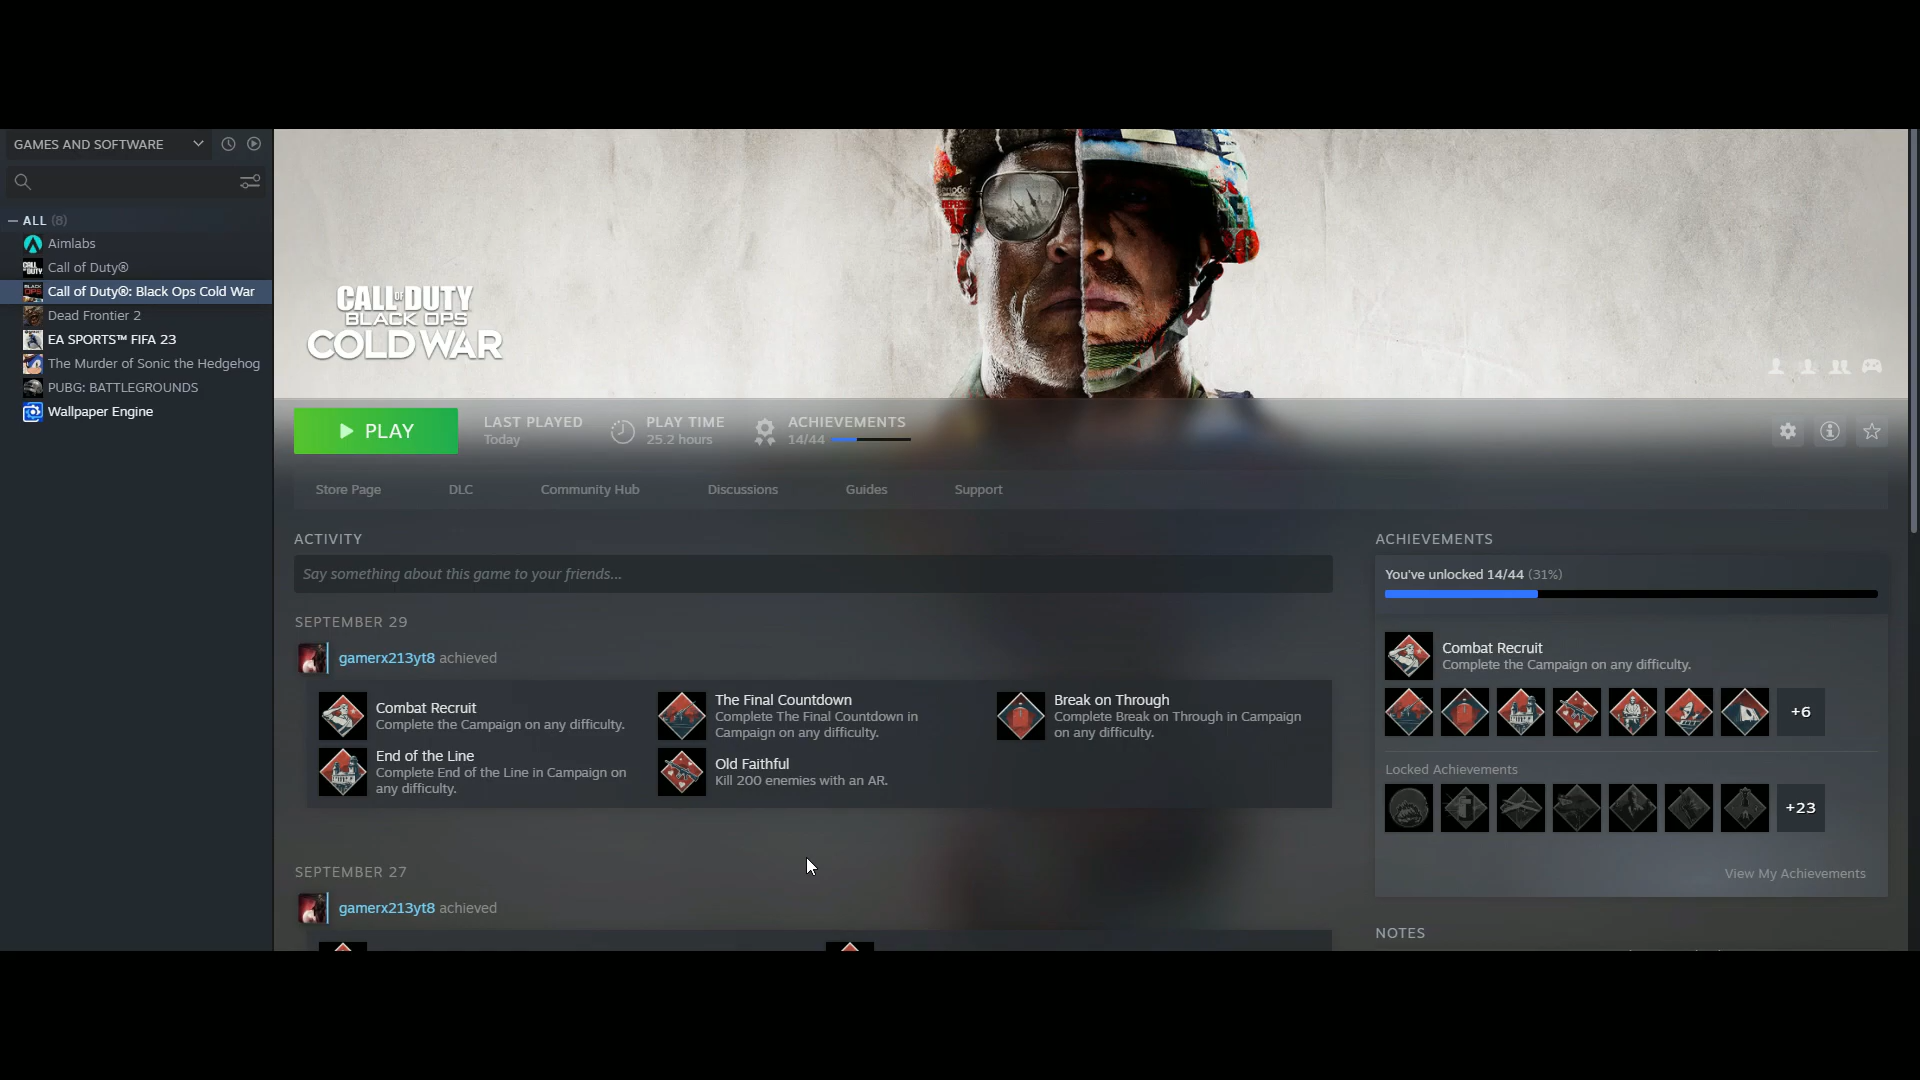 GAMES AND SOFTWARE
ALL (8)
Aimlabs
Call of Duty®
Call of Duty®: Black Ops Cold War
Dead Frontier 2
EA SPORTS™ FIFA 23
The Murder of Sonic the Hedgehog
PUBG: BATTLEGROUNDS
Wallpaper Engine
CALL OF DUTY
BLACK OPS
COLD WAR
PLAY
LAST PLAYED
Today
PLAY TIME
25.2 hours
ACHIEVEMENTS
14/44
Store Page
DLC
Community Hub
Discussions
Guides
Support
ACTIVITY
Say something about this game to your friends...
SEPTEMBER 29
gamerx213yt8 achieved
Combat Recruit
Complete the Campaign on any difficulty.
The Final Countdown
Complete The Final Countdown in
Campaign on any difficulty.
Break on Through
Complete Break on Through in Campaign
on any difficulty.
End of the Line
Complete End of the Line in Campaign on
any difficulty.
Old Faithful
Kill 200 enemies with an AR.
SEPTEMBER 27
gamerx213yt8 achieved
ACHIEVEMENTS
You've unlocked 14/44 (31%)
Combat Recruit
Complete the Campaign on any difficulty.
+6
Locked Achievements
+23
View My Achievements
NOTES